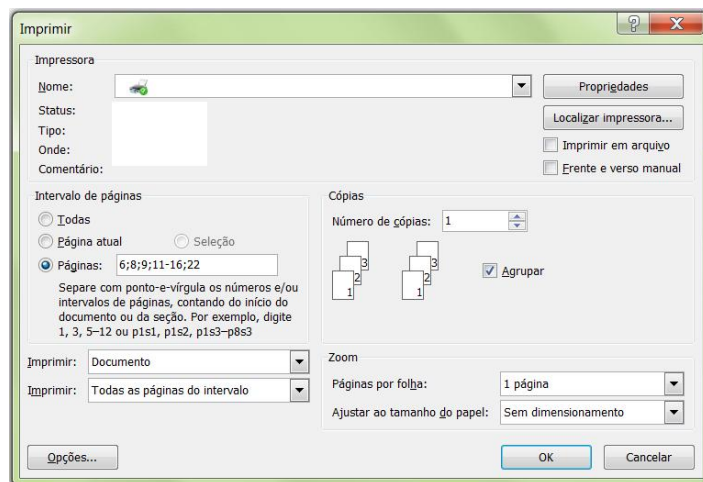 Imprimir
Impressora
Nome:
Propriedades
Status:
Localizar impressora...
Tipo:
Onde:
Imprimir em arquivo
Comentário:
Frente e verso manual
Intervalo de páginas
Todas
Página atual
Seleção
Páginas: 6;8;9;11-16;22
Separe com ponto-e-vírgula os números e/ou
intervalos de páginas, contando do início do
documento ou da seção. Por exemplo, digite
1, 3, 5–12 ou p1s1, p1s2, p1s3–p8s3
Cópias
Número de cópias: 1
3
2
1
3
2
1
Agrupar
Imprimir: Documento
Imprimir: Todas as páginas do intervalo
Zoom
Páginas por folha: 1 página
Ajustar ao tamanho do papel: Sem dimensionamento
Opções...
OK
Cancelar